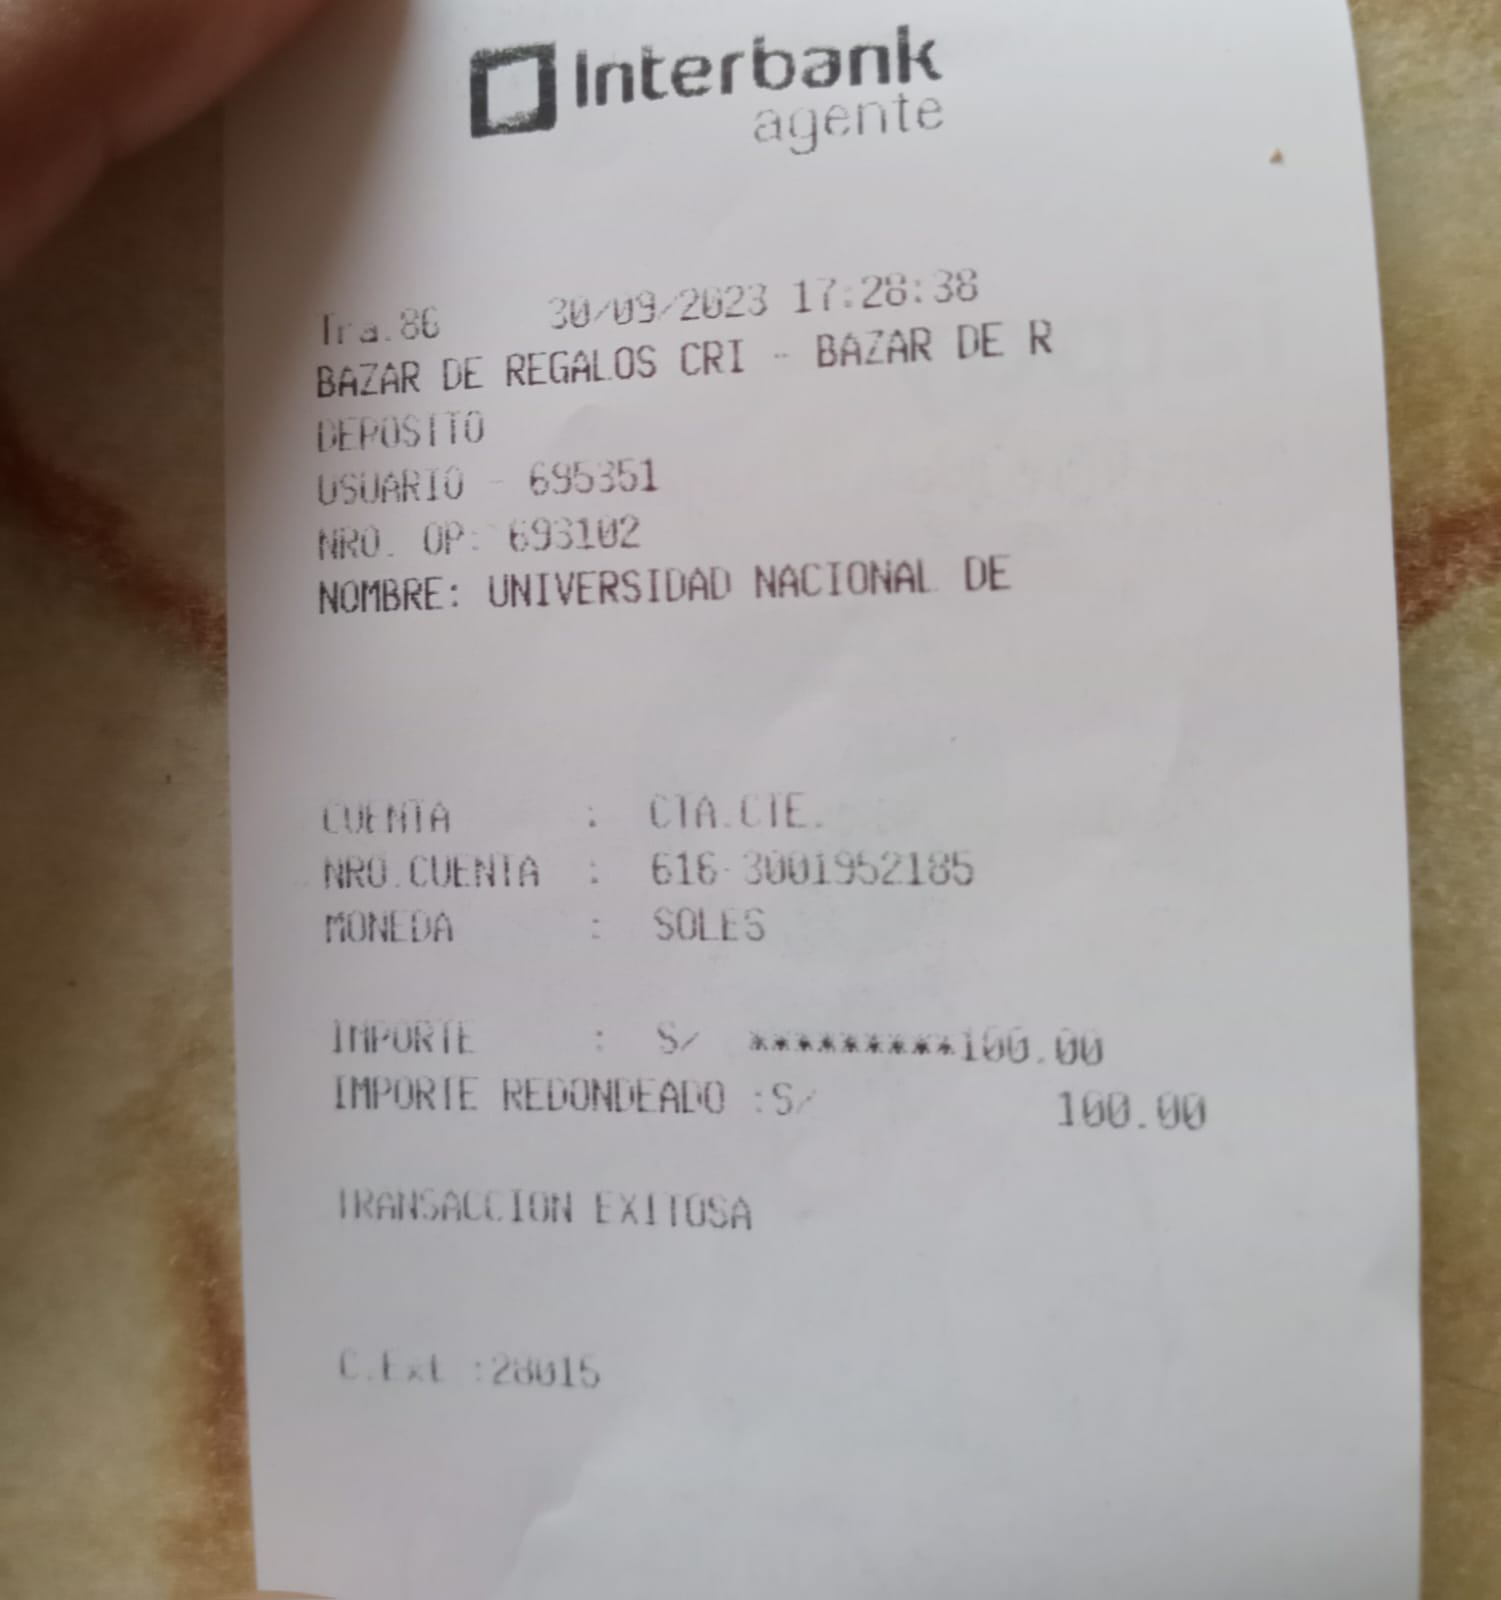 Interbank
agente
Tra.86 30/09/2023 17:28:38
BAZAR DE REGALOS CRI - BAZAR DE R
DEPOSITO
USUARIO - 695351
NRO. OP: 693102
NOMBRE: UNIVERSIDAD NACIONAL DE
CUENTA : CTA.CTE.
NRO.CUENTA : 616-3001952185
MONEDA : SOLES
IMPORTE : S/ *********100.00
IMPORTE REDONDEADO :S/ 100.00
TRANSACCION EXITOSA
C.Ext :28015